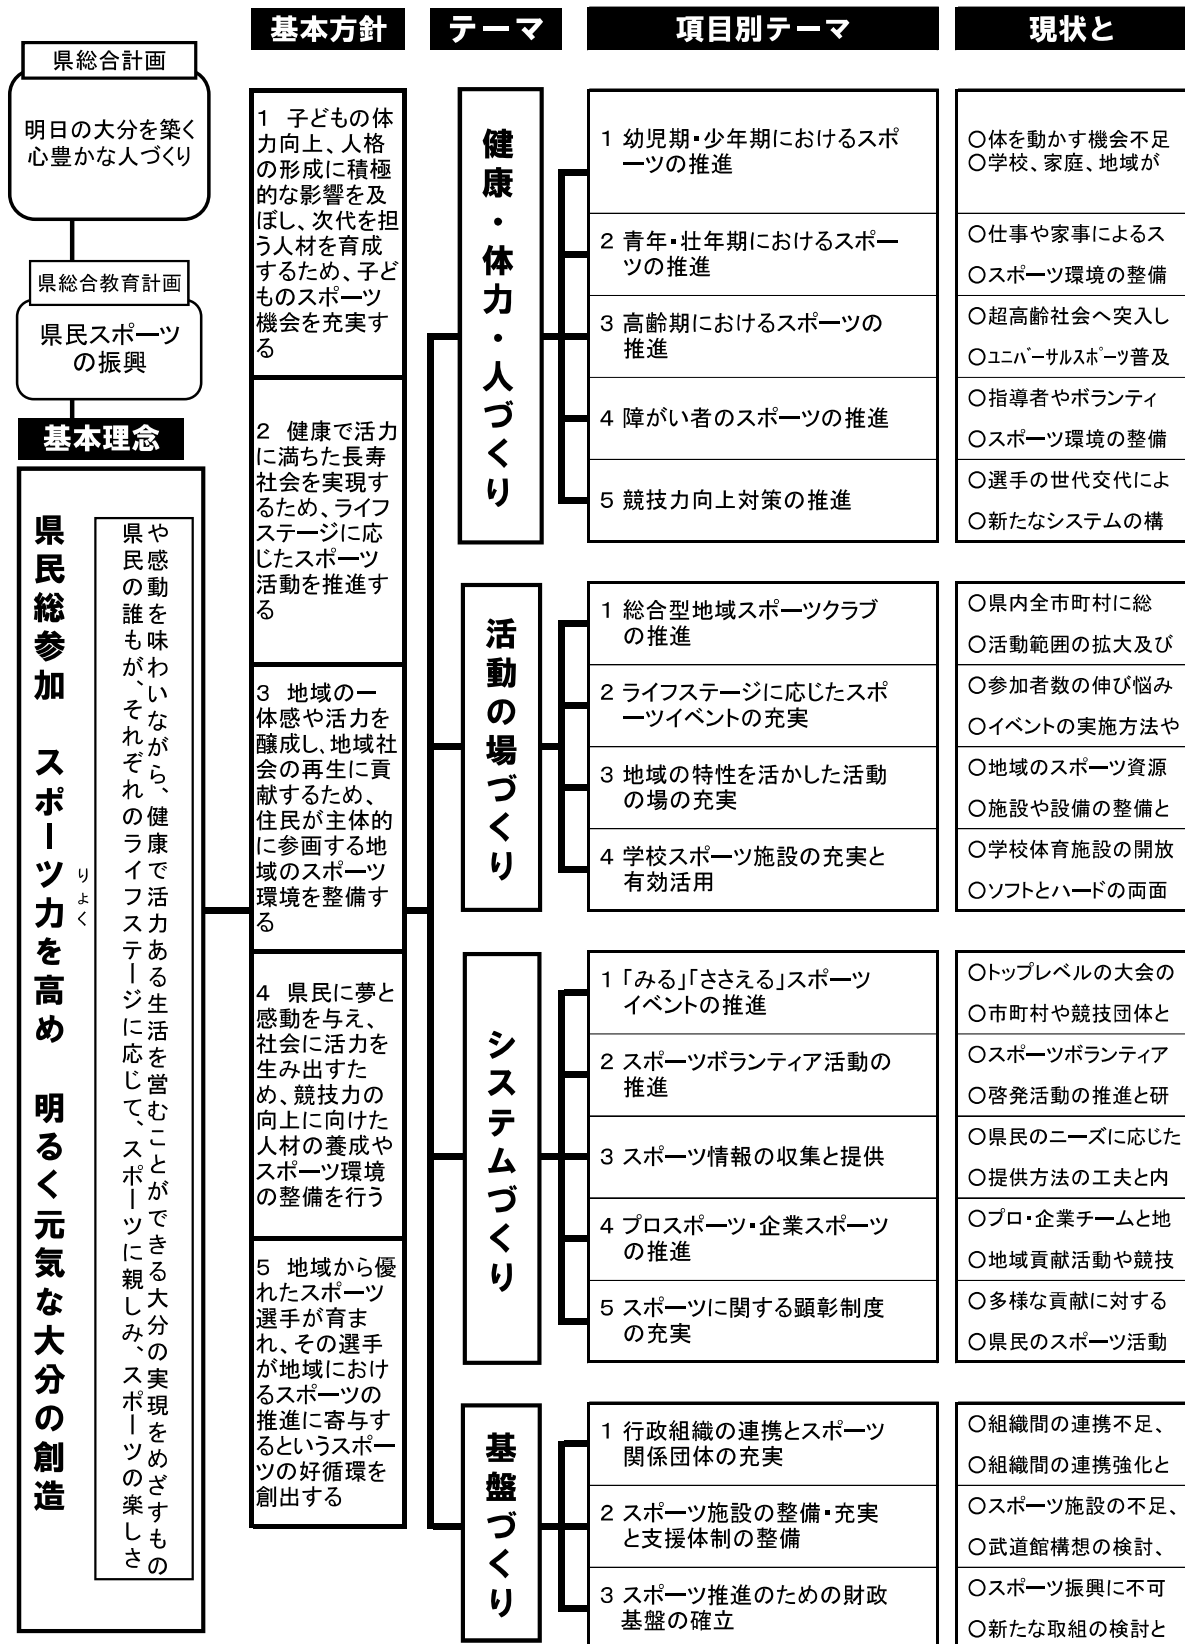 基本方針
テーマ
項目別テーマ
現状と
県総合計画
明日の大分を築く
心豊かな人づくり
県総合教育計画
県民スポーツ
の振興
基本理念
県民総参加　スポーツ力を高め　明るく元気な大分の創造
りょく
県民の誰もが、それぞれのライフステージに応じて、スポーツに親しみ、スポーツの楽しさ
や感動を味わいながら、健康で活力ある生活を営むことができる大分の実現をめざすもの
1　子どもの体
力向上、人格
の形成に積極
的な影響を及
ぼし、次代を担
う人材を育成
するため、子ど
ものスポーツ
機会を充実す
る
2　健康で活力
に満ちた長寿
社会を実現す
るため、ライフ
ステージに応
じたスポーツ
活動を推進す
る
3　地域の一
体感や活力を
醸成し、地域社
会の再生に貢
献するため、
住民が主体的
に参画する地
域のスポーツ
環境を整備す
る
4　県民に夢と
感動を与え、
社会に活力を
生み出すた
め、競技力の
向上に向けた
人材の養成や
スポーツ環境
の整備を行う
5　地域から優
れたスポーツ
選手が育ま
れ、その選手
が地域におけ
るスポーツの
推進に寄与す
るというスポー
ツの好循環を
創出する
健康・体力・人づくり
1 幼児期・少年期におけるスポ
ーツの推進
○体を動かす機会不足
○学校、家庭、地域が
2 青年・壮年期におけるスポー
ツの推進
○仕事や家事によるス
○スポーツ環境の整備
3 高齢期におけるスポーツの
推進
○超高齢社会へ突入し
○ユニバーサルスポーツ普及
4 障がい者のスポーツの推進
○指導者やボランティ
○スポーツ環境の整備
5 競技力向上対策の推進
○選手の世代交代によ
○新たなシステムの構
活動の場づくり
1 総合型地域スポーツクラブ
の推進
○県内全市町村に総
○活動範囲の拡大及び
2 ライフステージに応じたスポ
ーツイベントの充実
○参加者数の伸び悩み
○イベントの実施方法や
3 地域の特性を活かした活動
の場の充実
○地域のスポーツ資源
○施設や設備の整備と
4 学校スポーツ施設の充実と
有効活用
○学校体育施設の開放
○ソフトとハードの両面
システムづくり
1 「みる」「ささえる」スポーツ
イベントの推進
○トップレベルの大会の
○市町村や競技団体と
2 スポーツボランティア活動の
推進
○スポーツボランティア
○啓発活動の推進と研
3 スポーツ情報の収集と提供
○県民のニーズに応じた
○提供方法の工夫と内
4 プロスポーツ・企業スポーツ
の推進
○プロ・企業チームと地
○地域貢献活動や競技
5 スポーツに関する顕彰制度
の充実
○多様な貢献に対する
○県民のスポーツ活動
基盤づくり
1 行政組織の連携とスポーツ
関係団体の充実
○組織間の連携不足、
○組織間の連携強化と
2 スポーツ施設の整備・充実
と支援体制の整備
○スポーツ施設の不足、
○武道館構想の検討、
3 スポーツ推進のための財政
基盤の確立
○スポーツ振興に不可
○新たな取組の検討と